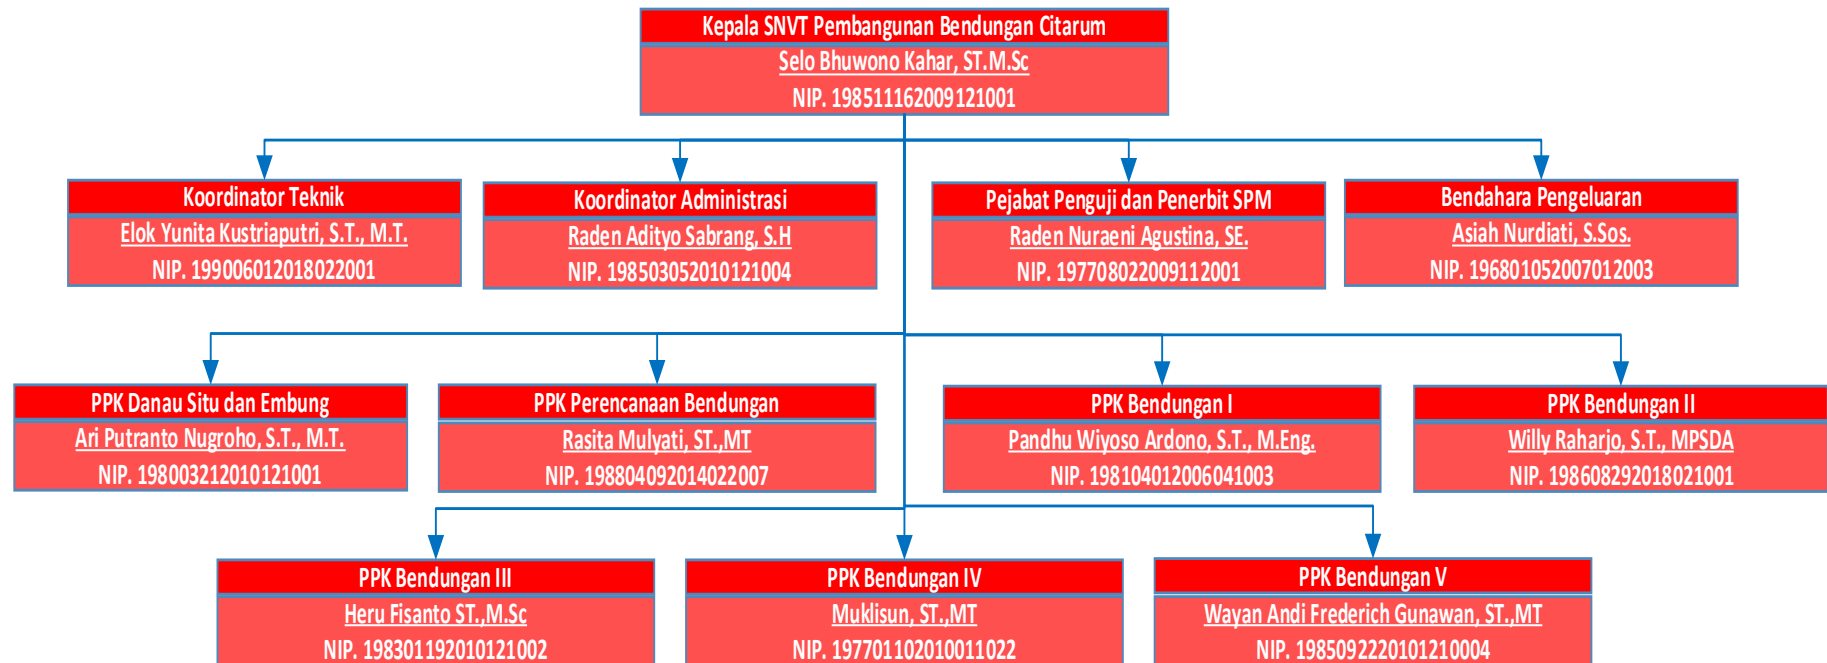 Kepala SNVT Pembangunan Bendungan Citarum
Selo Bhuwono Kahar, ST.M.Sc
NIP. 198511162009121001
Koordinator Teknik
Elok Yunita Kustriaputri, S.T., M.T.
NIP. 199006012018022001
Koordinator Administrasi
Raden Adityo Sabrang, S.H
NIP. 198503052010121004
Pejabat Penguji dan Penerbit SPM
Raden Nuraeni Agustina, SE.
NIP. 197708022009112001
Bendahara Pengeluaran
Asiah Nurdiati, S.Sos.
NIP. 196801052007012003
PPK Danau Situ dan Embung
Ari Putranto Nugroho, S.T., M.T.
NIP. 198003212010121001
PPK Perencanaan Bendungan
Rasita Mulyati, ST.,MT
NIP. 198804092014022007
PPK Bendungan I
Pandhu Wiyoso Ardono, S.T., M.Eng.
NIP. 198104012006041003
PPK Bendungan II
Willy Raharjo, S.T., MPSDA
NIP. 198608292018021001
PPK Bendungan III
Heru Fisanto ST.,M.Sc
NIP. 198301192010121002
PPK Bendungan IV
Muklisun, ST.,MT
NIP. 197701102010011022
PPK Bendungan V
Wayan Andi Frederich Gunawan, ST.,MT
NIP. 1985092220101210004